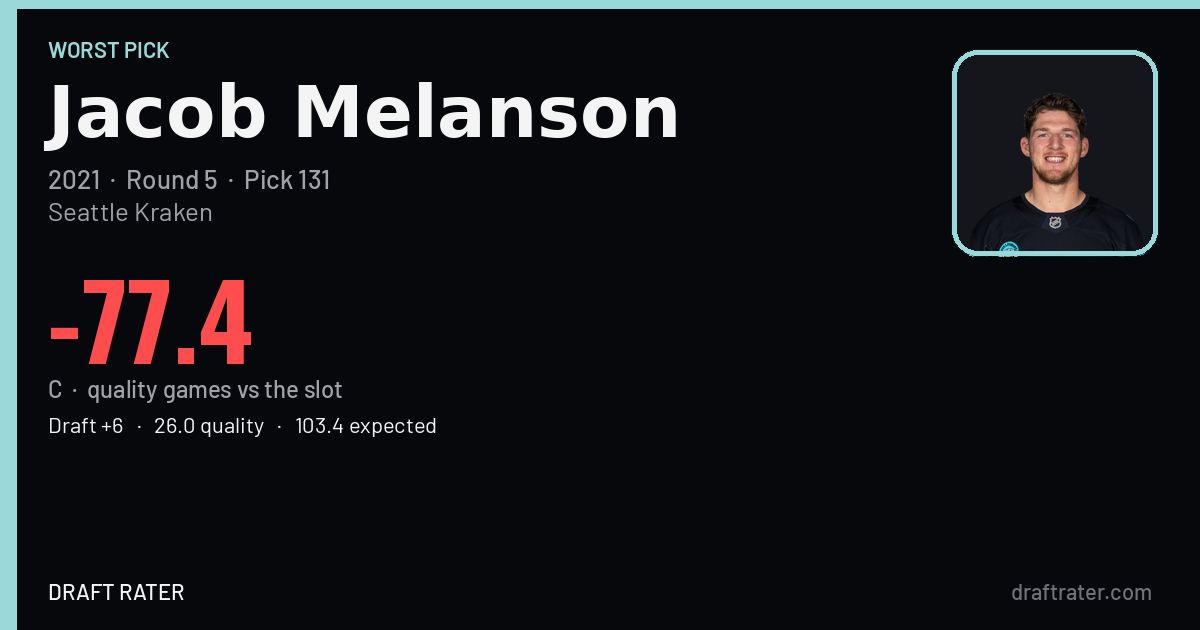 WORST PICK
Jacob Melanson
2021 · Round 5 · Pick 131
Seattle Kraken
-77.4
C · quality games vs the slot
Draft +6 · 26.0 quality · 103.4 expected
DRAFT RATER
draftrater.com